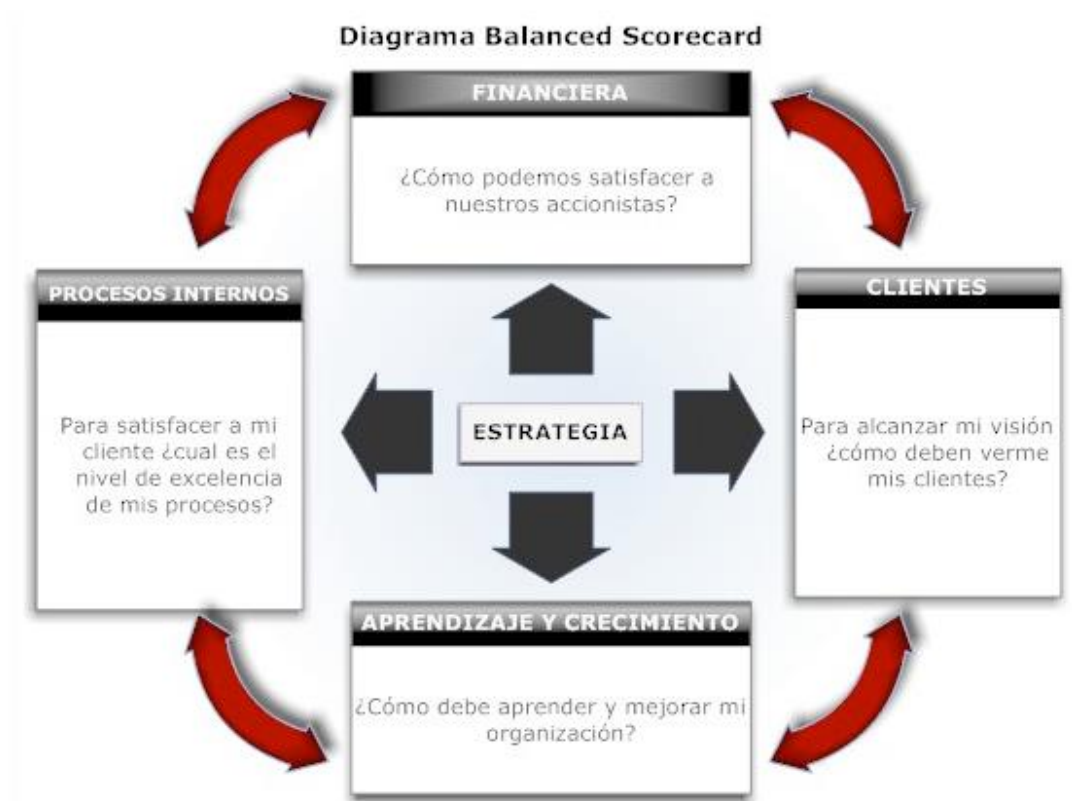 Diagrama Balanced Scorecard
FINANCIERA
¿Cómo podemos satisfacer a
nuestros accionistas?
PROCESOS INTERNOS
Para satisfacer a mi
cliente ¿cual es el
nivel de excelencia
de mis procesos?
ESTRATEGIA
CLIENTES
Para alcanzar mi visión
¿cómo deben verme
mis clientes?
APRENDIZAJE Y CRECIMIENTO
¿Cómo debe aprender y mejorar mi
organización?